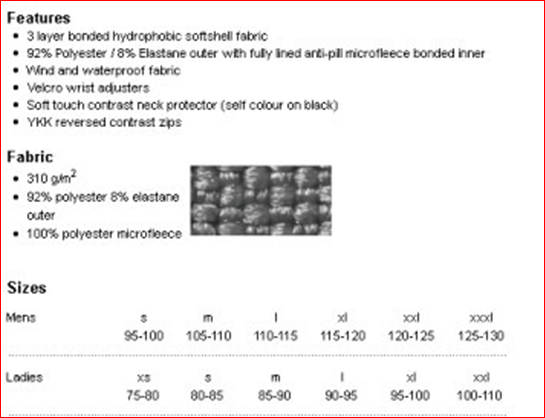 Features
• 3 layer bonded hydrophobic softshell fabric
• 92% Polyester / 8% Elastane outer with fully lined anti-pill microfleece bonded inner
• Wind and waterproof fabric
• Velcro wrist adjusters
• Soft touch contrast neck protector (self colour on black)
• YKK reversed contrast zips
Fabric
• 310 g/m²
• 92% polyester 8% elastane
outer
• 100% polyester microfleece
Sizes
Mens s m l xl xxl xxxl
95-100 105-110 110-115 115-120 120-125 125-130
Ladies xs s m l xl xxl
75-80 80-85 85-90 90-95 95-100 100-110